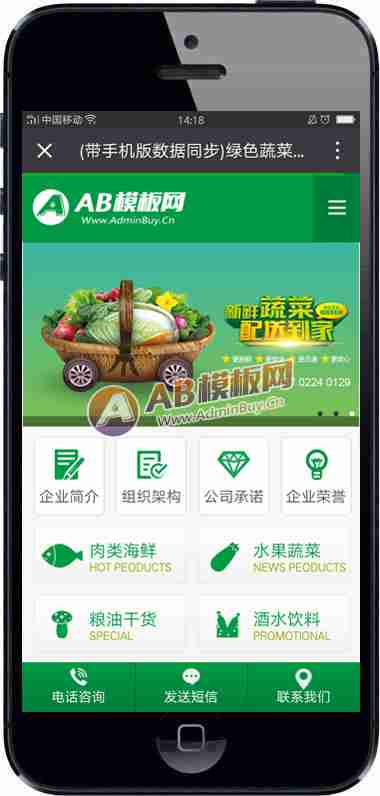 中国移动
14:18
(带手机版数据同步)绿色蔬菜...
AB模板网
Www.AdminBuy.Cn
新鲜蔬菜
配送到家
0224 0129
AB模板网
Www.AdminBuy.Cn
企业简介
组织架构
公司承诺
企业荣誉
肉类海鲜
HOT PEODUCTS
水果蔬菜
NEWS PEODUCTS
粮油干货
SPECIAL
酒水饮料
PROMOTIONAL
电话咨询
发送短信
联系我们